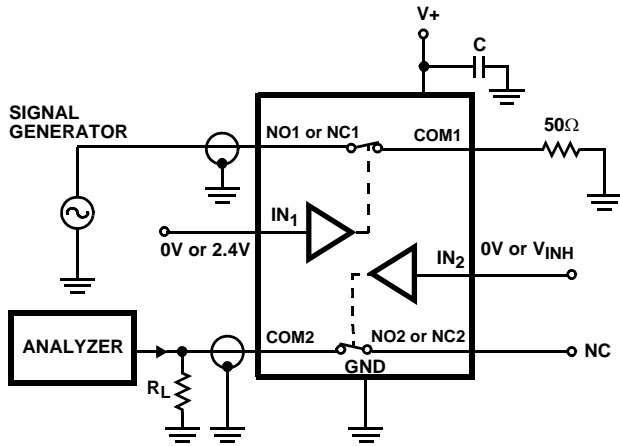 V+
C
SIGNAL
GENERATOR
NO1 or NC1
COM1
50Ω
IN1
0V or 2.4V
IN2
0V or VINH
ANALYZER
COM2
NO2 or NC2
NC
RL
GND